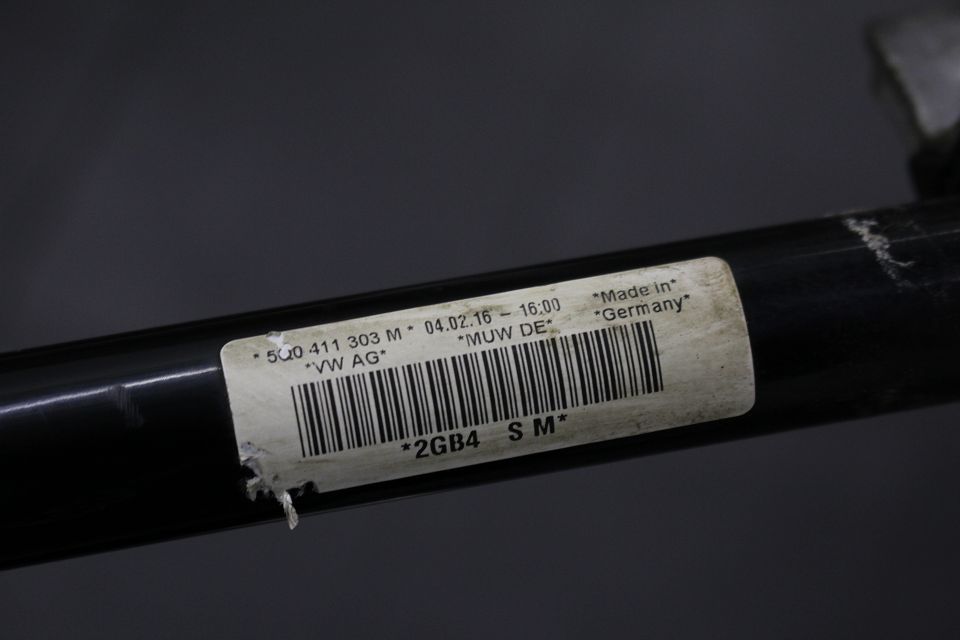 * 5Q0 411 303 M * 04.02.16 – 16:00 *Made in*
*VW AG* *MUW DE* *Germany*
*2GB4 S M*